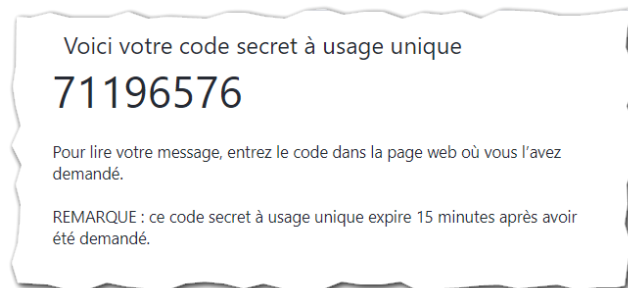 Voici votre code secret à usage unique
71196576
Pour lire votre message, entrez le code dans la page web où vous l’avez
demandé.
REMARQUE : ce code secret à usage unique expire 15 minutes après avoir
été demandé.